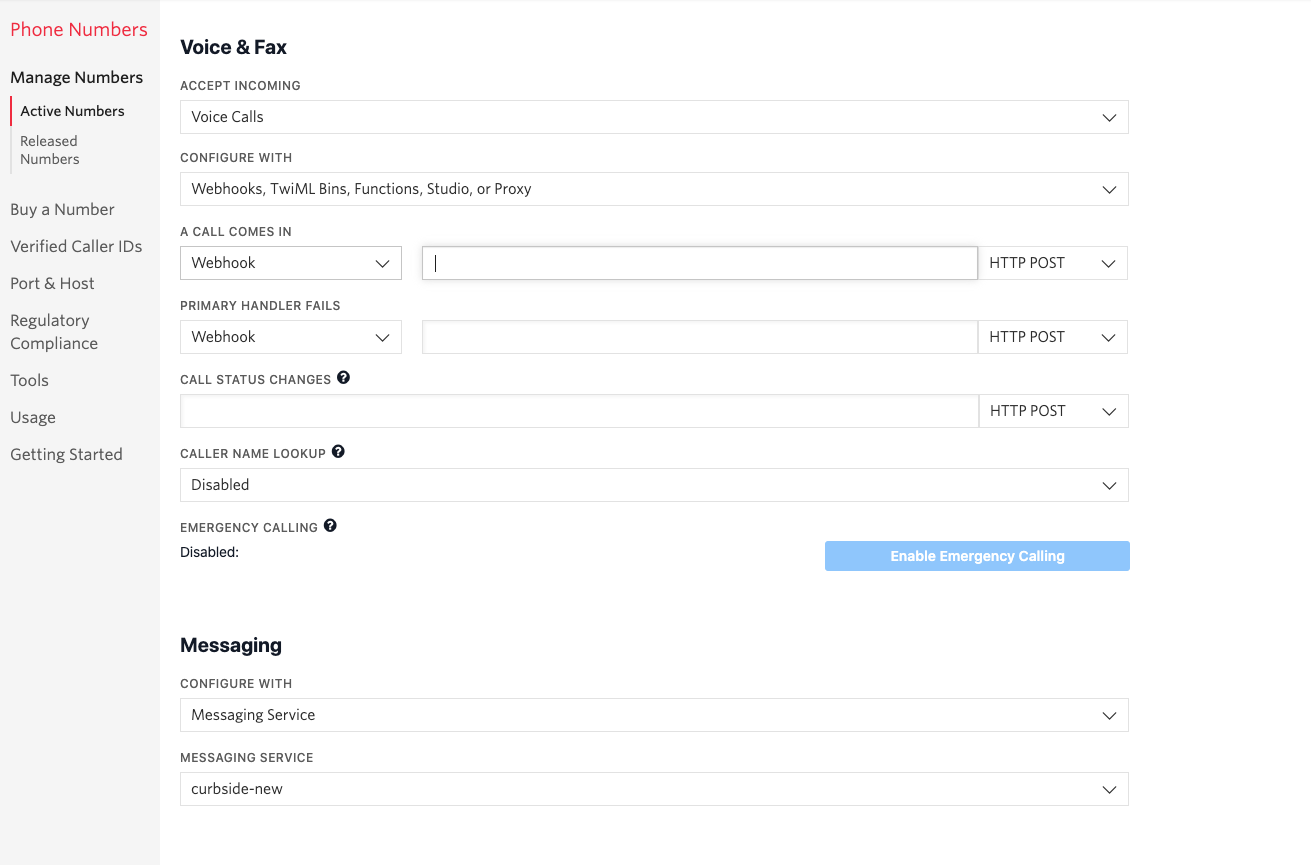 Phone Numbers
Manage Numbers
Active Numbers
Released
Numbers
Buy a Number
Verified Caller IDs
Port & Host
Regulatory
Compliance
Tools
Usage
Getting Started
Voice & Fax
ACCEPT INCOMING
Voice Calls
CONFIGURE WITH
Webhooks, TwiML Bins, Functions, Studio, or Proxy
A CALL COMES IN
Webhook
HTTP POST
PRIMARY HANDLER FAILS
Webhook
HTTP POST
CALL STATUS CHANGES ?
HTTP POST
CALLER NAME LOOKUP ?
Disabled
EMERGENCY CALLING ?
Disabled:
Enable Emergency Calling
Messaging
CONFIGURE WITH
Messaging Service
MESSAGING SERVICE
curbside-new